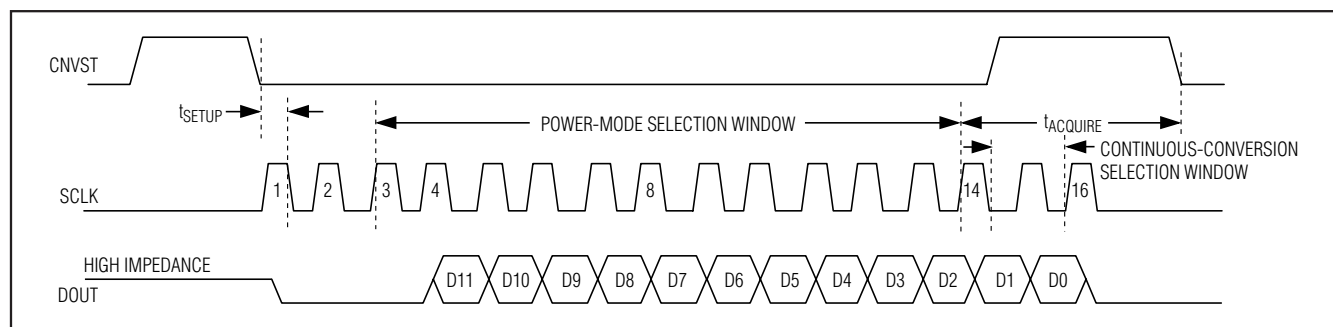 CNVST
tSETUP
POWER-MODE SELECTION WINDOW
tACQUIRE
CONTINUOUS-CONVERSION
SELECTION WINDOW
SCLK
1 2 3 4 8 14 16
HIGH IMPEDANCE
DOUT
D11 D10 D9 D8 D7 D6 D5 D4 D3 D2 D1 D0